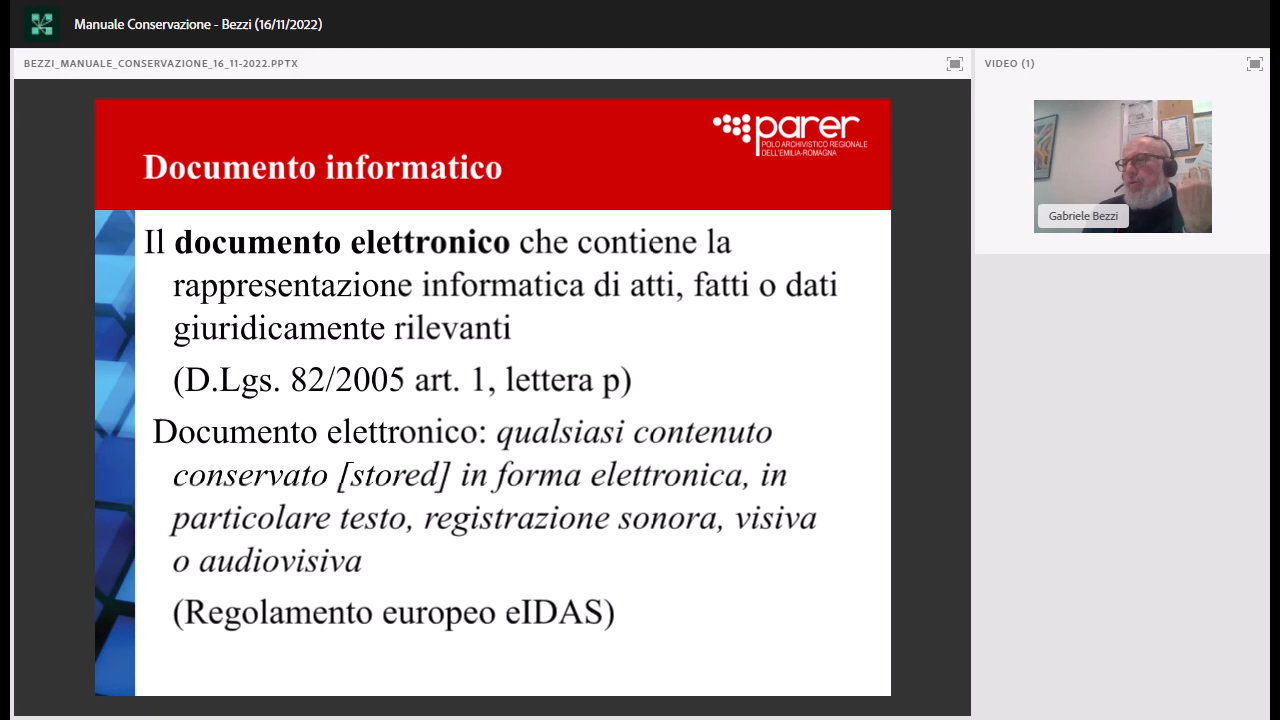 Manuale Conservazione - Bezzi (16/11/2022)
BEZZI_MANUALE_CONSERVAZIONE_16_11-2022.PPTX
VIDEO (1)
parer
POLO ARCHIVISTICO REGIONALE
DELL'EMILIA-ROMAGNA
Documento informatico
Il documento elettronico che contiene la
rappresentazione informatica di atti, fatti o dati
giuridicamente rilevanti
(D.Lgs. 82/2005 art. 1, lettera p)
Documento elettronico: qualsiasi contenuto
conservato [stored] in forma elettronica, in
particolare testo, registrazione sonora, visiva
o audiovisiva
(Regolamento europeo eIDAS)
Gabriele Bezzi